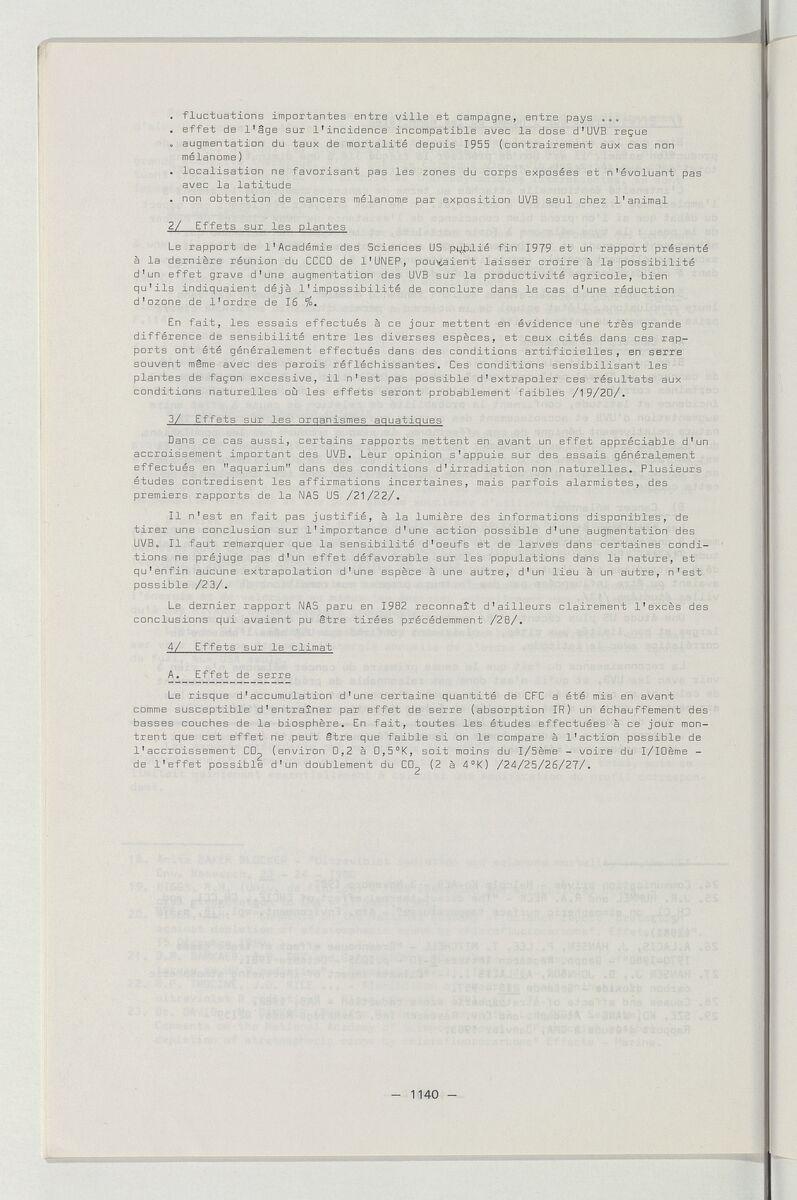 . fluctuations importantes entre ville et campagne, entre pays ...
. effet de l'âge sur l'incidence incompatible avec la dose d'UVB reçue
. augmentation du taux de mortalité depuis I955 (contrairement aux cas non
mélanome)
. localisation ne favorisant pas les zones du corps exposées et n'évoluant pas
avec la latitude
. non obtention de cancers mélanome par exposition UVB seul chez l'animal
2/ Effets sur les plantes
Le rapport de l'Académie des Sciences US publié fin I979 et un rapport présenté
à la dernière réunion du CCCO de l'UNEP, pouvaient laisser croire à la possibilité
d'un effet grave d'une augmentation des UVB sur la productivité agricole, bien
qu'ils indiquaient déjà l'impossibilité de conclure dans le cas d'une réduction
d'ozone de l'ordre de I6 %.
En fait, les essais effectués à ce jour mettent en évidence une très grande
différence de sensibilité entre les diverses espèces, et ceux cités dans ces rap-
ports ont été généralement effectués dans des conditions artificielles, en serre
souvent même avec des parois réfléchissantes. Ces conditions sensibilisant les
plantes de façon excessive, il n'est pas possible d'extrapoler ces résultats aux
conditions naturelles où les effets seront probablement faibles /19/20/.
3/ Effets sur les organismes aquatiques
Dans ce cas aussi, certains rapports mettent en avant un effet appréciable d'un
accroissement important des UVB. Leur opinion s'appuie sur des essais généralement
effectués en "aquarium" dans des conditions d'irradiation non naturelles. Plusieurs
études contredisent les affirmations incertaines, mais parfois alarmistes, des
premiers rapports de la NAS US /21/22/.
Il n'est en fait pas justifié, à la lumière des informations disponibles, de
tirer une conclusion sur l'importance d'une action possible d'une augmentation des
UVB. Il faut remarquer que la sensibilité d'oeufs et de larves dans certaines condi-
tions ne préjuge pas d'un effet défavorable sur les populations dans la nature, et
qu'enfin aucune extrapolation d'une espèce à une autre, d'un lieu à un autre, n'est
possible /23/.
Le dernier rapport NAS paru en I982 reconnaît d'ailleurs clairement l'excès des
conclusions qui avaient pu être tirées précédemment /28/.
4/ Effets sur le climat
A. Effet de serre
Le risque d'accumulation d'une certaine quantité de CFC a été mis en avant
comme susceptible d'entraîner par effet de serre (absorption IR) un échauffement des
basses couches de la biosphère. En fait, toutes les études effectuées à ce jour mon-
trent que cet effet ne peut être que faible si on le compare à l'action possible de
l'accroissement CO2 (environ 0,2 à 0,5°K, soit moins du I/5ème - voire du I/I0ème -
de l'effet possible d'un doublement du CO2 (2 à 4°K) /24/25/26/27/.
— 1140 —